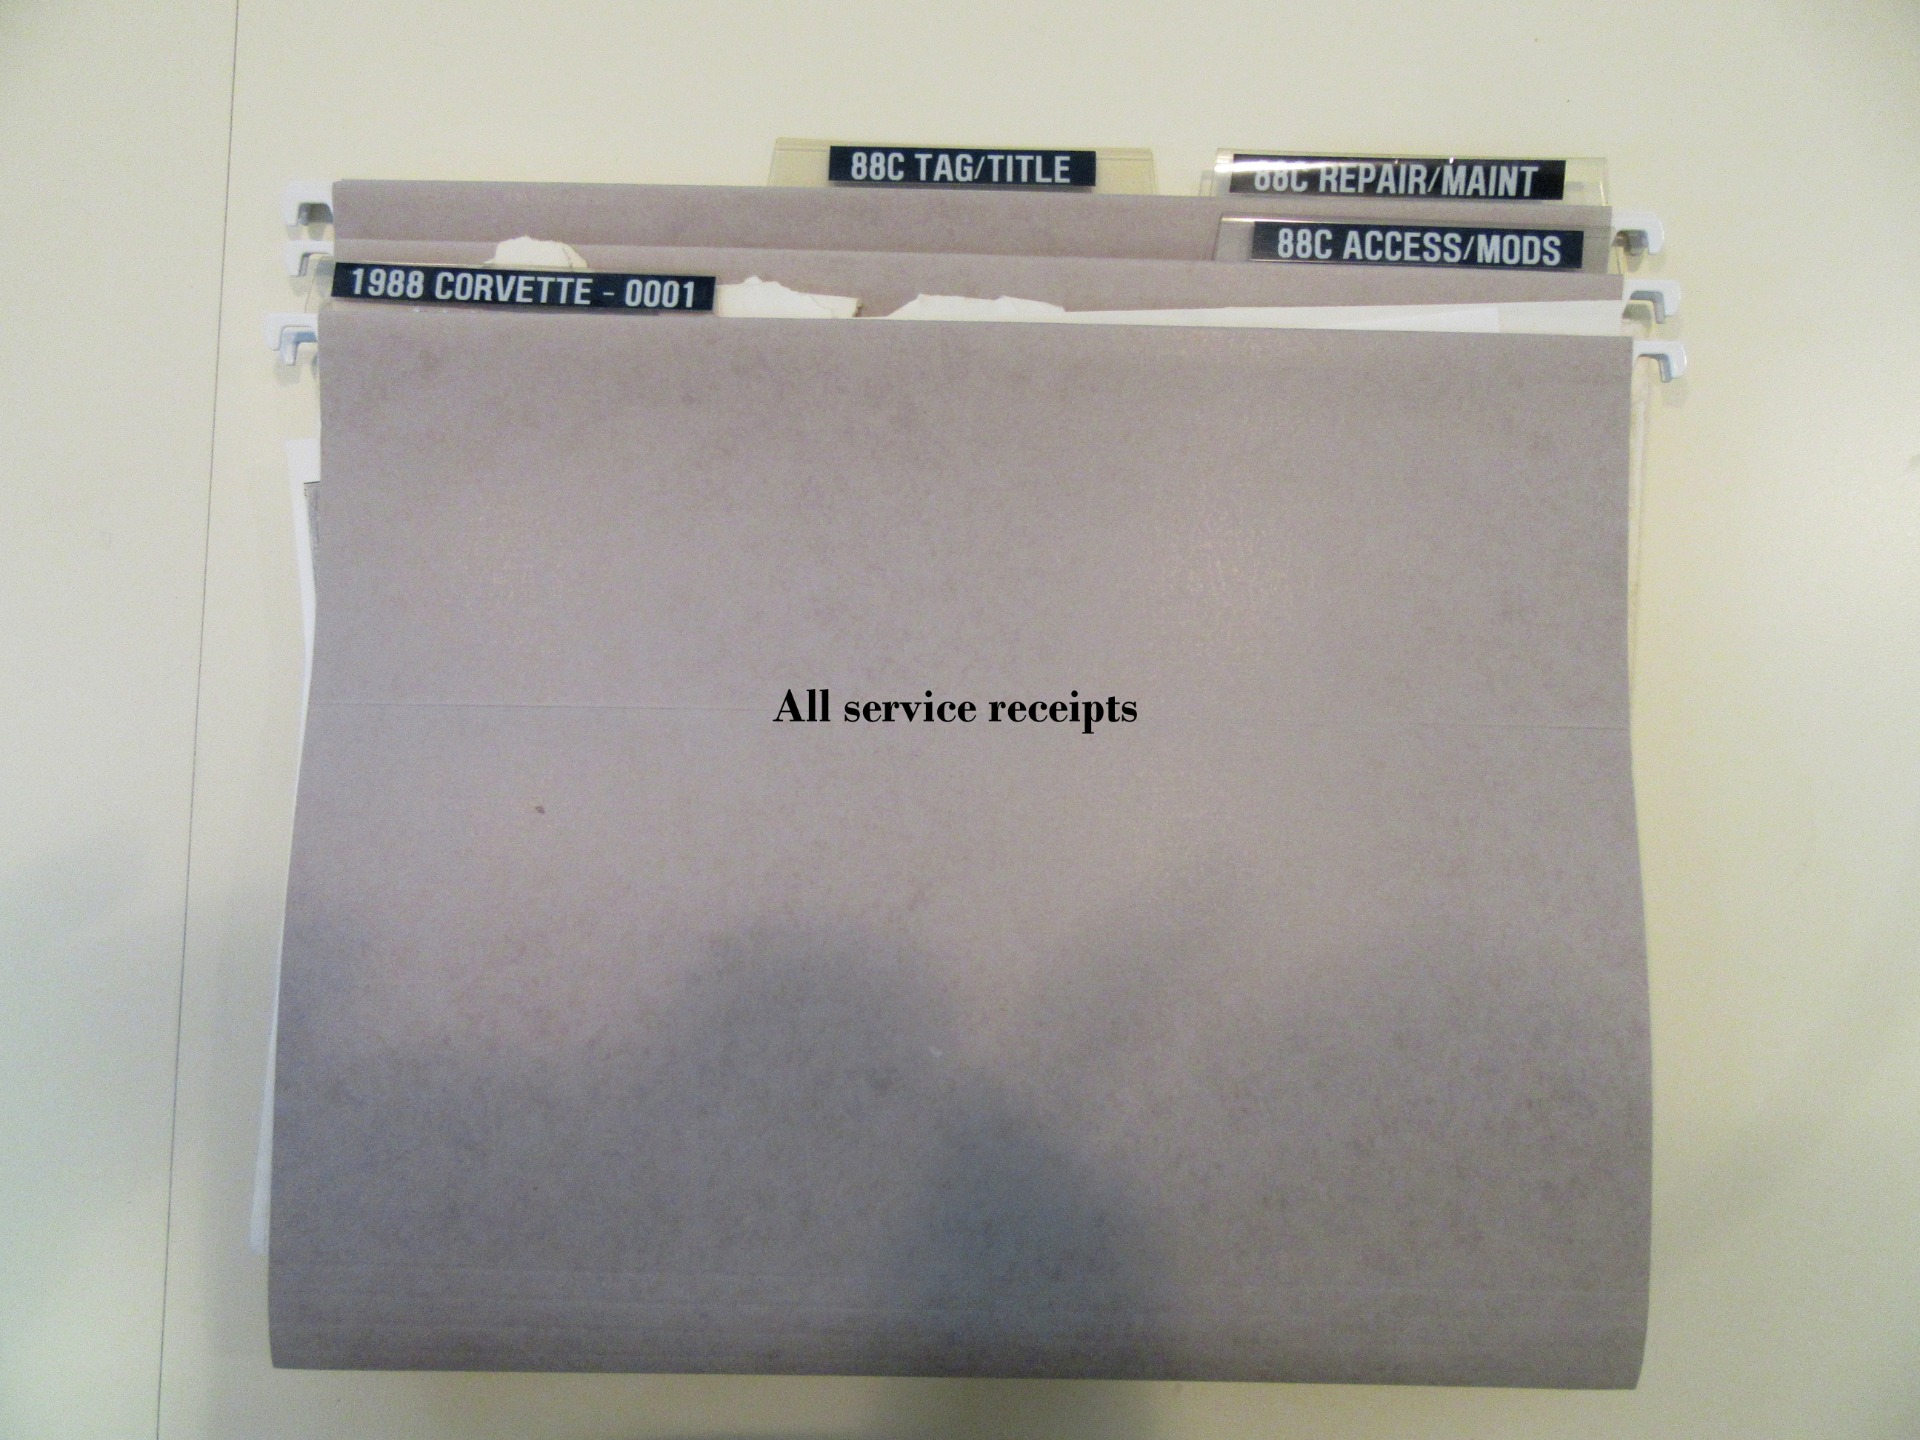 88C TAG/TITLE
88C REPAIR/MAINT
88C ACCESS/MODS
1988 CORVETTE - 0001
All service receipts